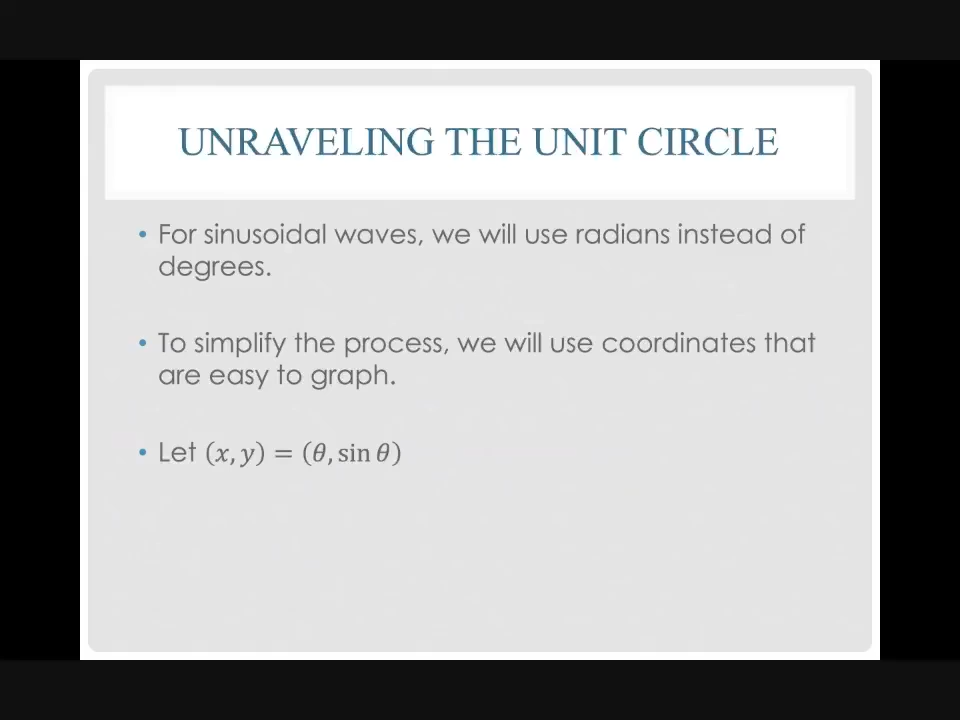 UNRAVELING THE UNIT CIRCLE
• For sinusoidal waves, we will use radians instead of
degrees.
• To simplify the process, we will use coordinates that
are easy to graph.
• Let (x, y) = (θ, sin θ)